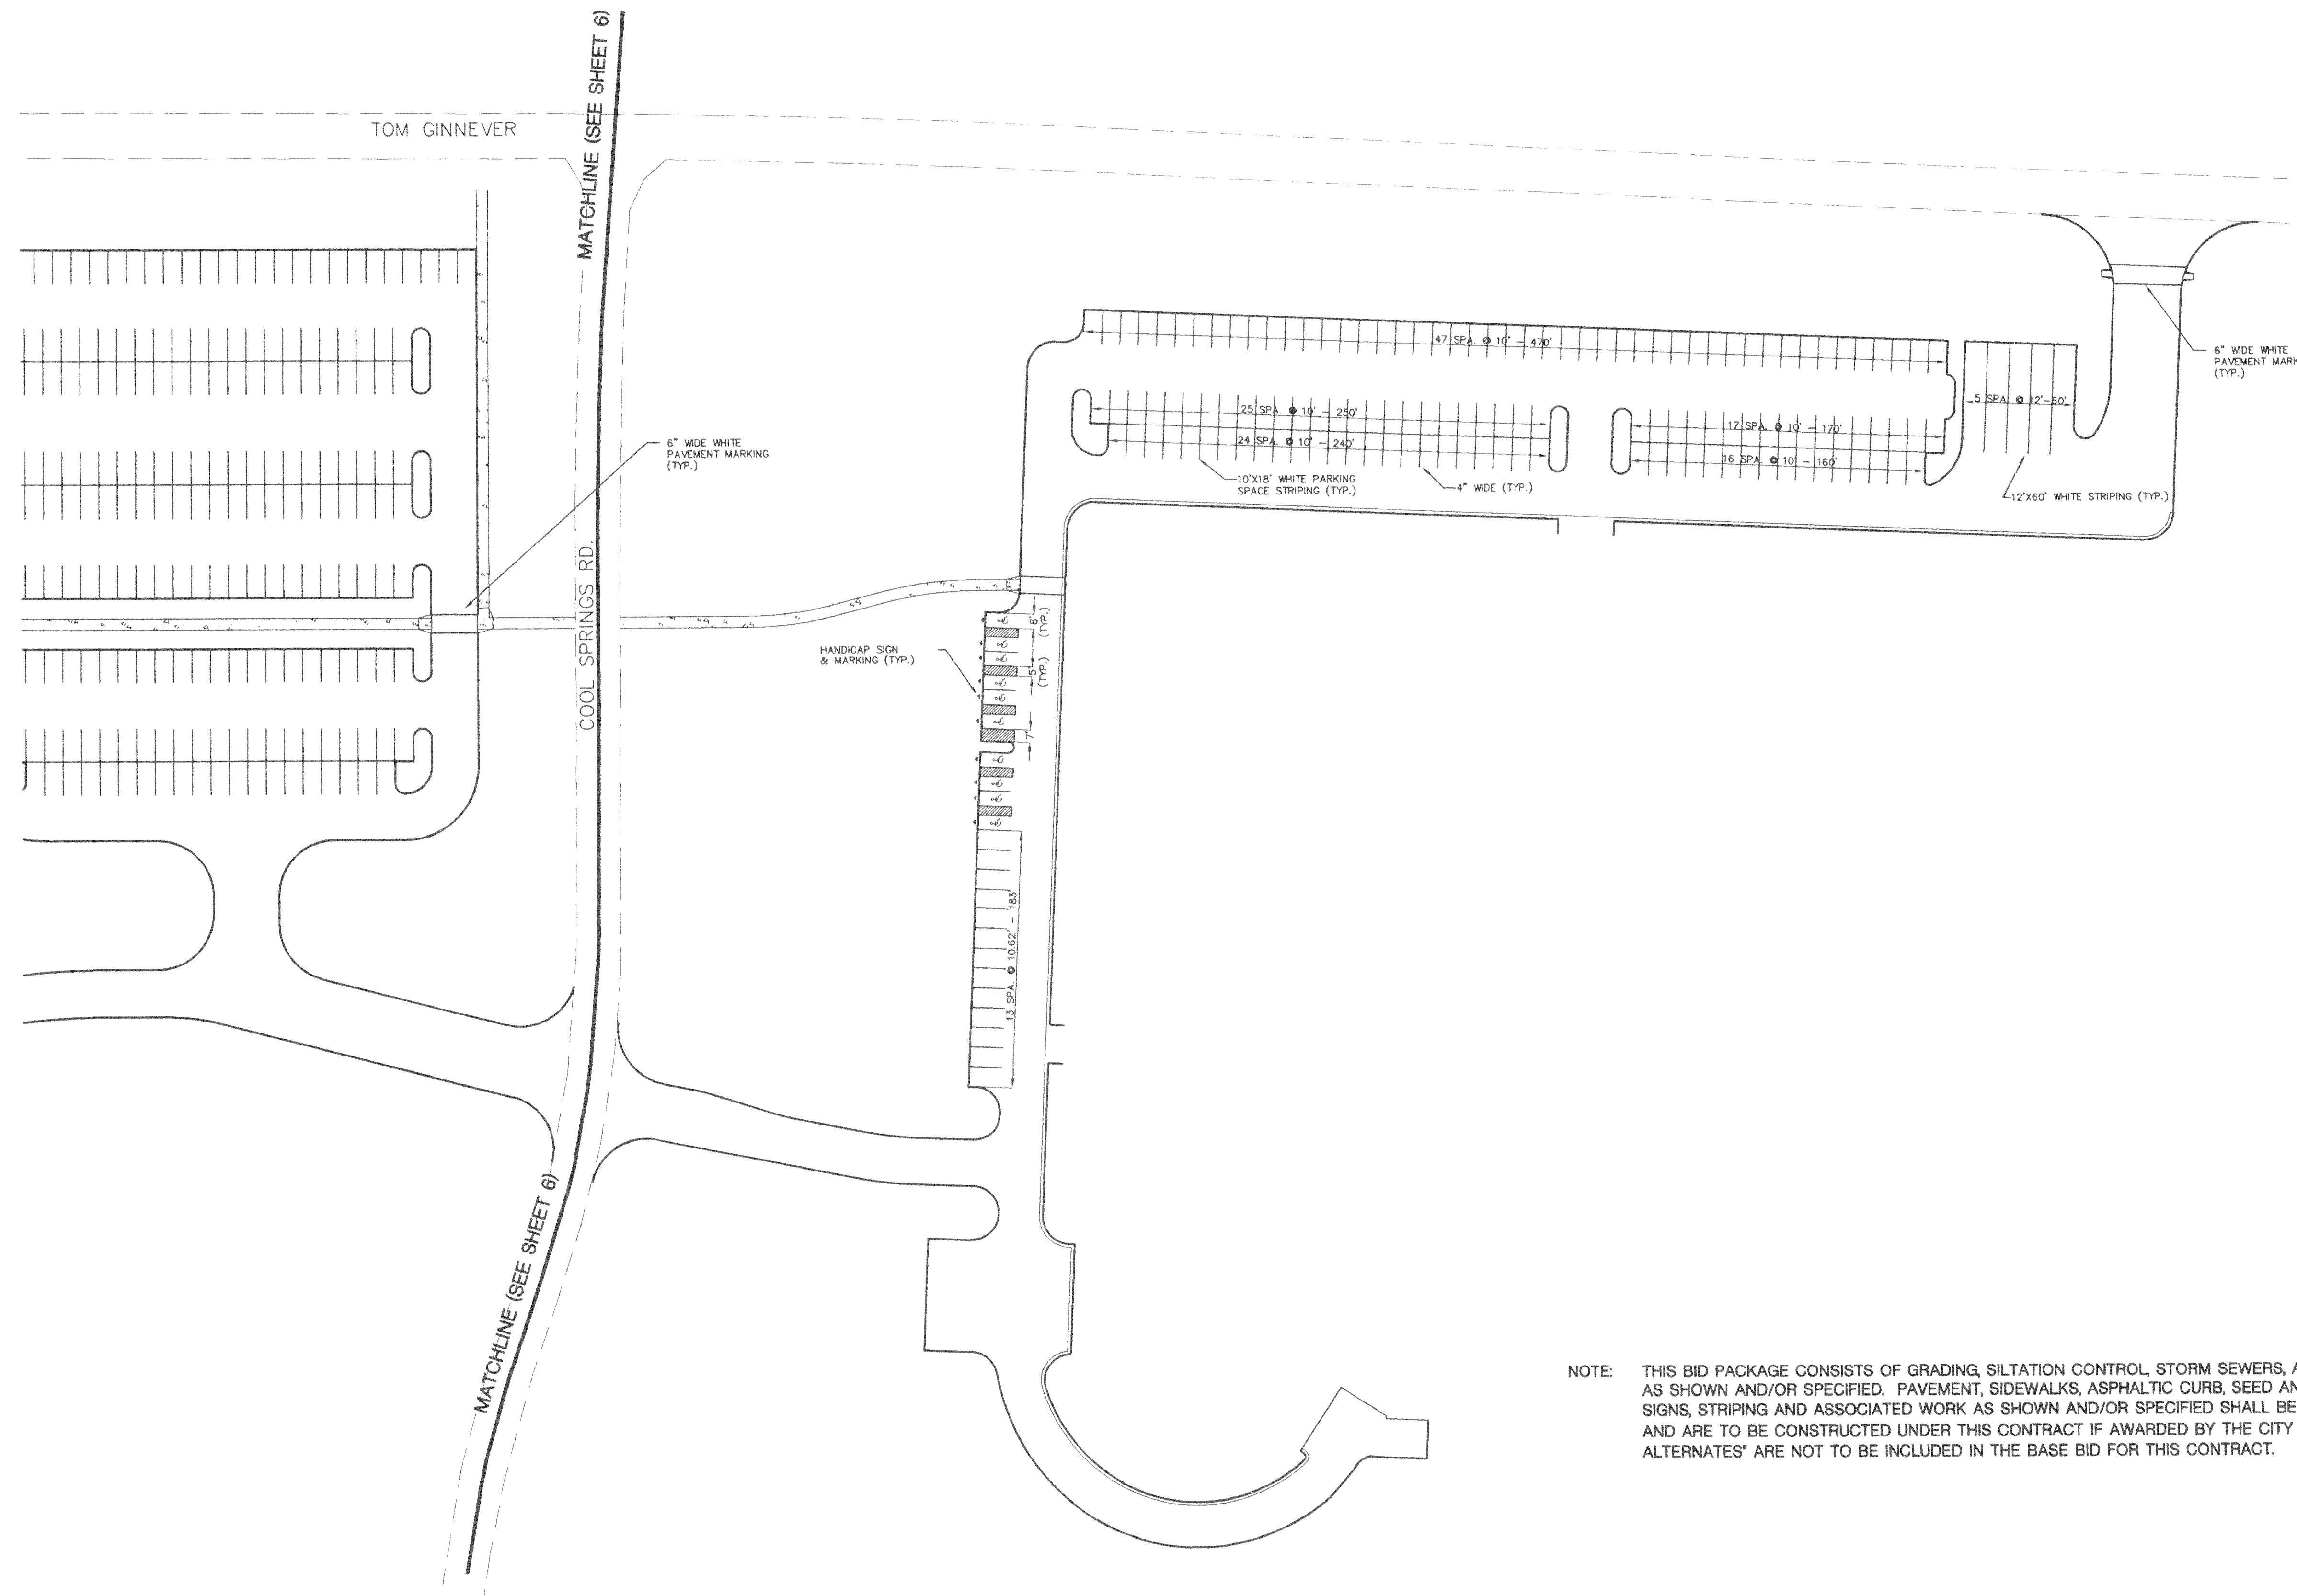 MATCHLINE (SEE SHEET 6)
TOM GINNEVER
6" WIDE WHITE
PAVEMENT MARK
(TYP.)
47 SPA. @ 10' - 470'
25 SPA. @ 10' - 250'
24 SPA. @ 10' - 240'
17 SPA. @ 10' - 170'
16 SPA. @ 10' - 160'
5 SPA. @ 12'-60'
10'X18' WHITE PARKING
SPACE STRIPING (TYP.)
4" WIDE (TYP.)
12'X60' WHITE STRIPING (TYP.)
6" WIDE WHITE
PAVEMENT MARKING
(TYP.)
COOL SPRINGS RD.
HANDICAP SIGN
& MARKING (TYP.)
8'
(TYP.)
5'
(TYP.)
7'
13 SPA. @ 10.62' - 183'
MATCHLINE (SEE SHEET 6)
NOTE: THIS BID PACKAGE CONSISTS OF GRADING, SILTATION CONTROL, STORM SEWERS, A
AS SHOWN AND/OR SPECIFIED. PAVEMENT, SIDEWALKS, ASPHALTIC CURB, SEED AN
SIGNS, STRIPING AND ASSOCIATED WORK AS SHOWN AND/OR SPECIFIED SHALL BE
AND ARE TO BE CONSTRUCTED UNDER THIS CONTRACT IF AWARDED BY THE CITY
ALTERNATES" ARE NOT TO BE INCLUDED IN THE BASE BID FOR THIS CONTRACT.